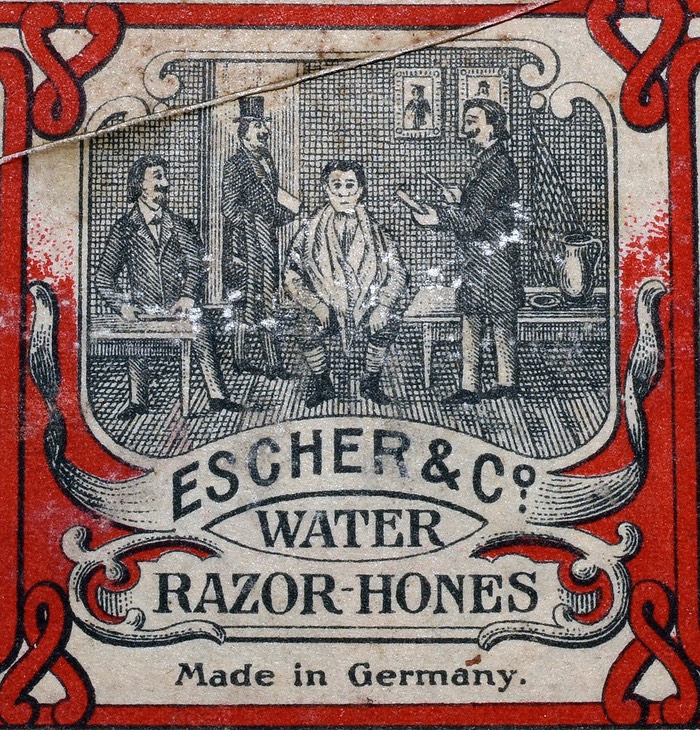 ESCHER & Cº.
WATER
RAZOR-HONES
Made in Germany.